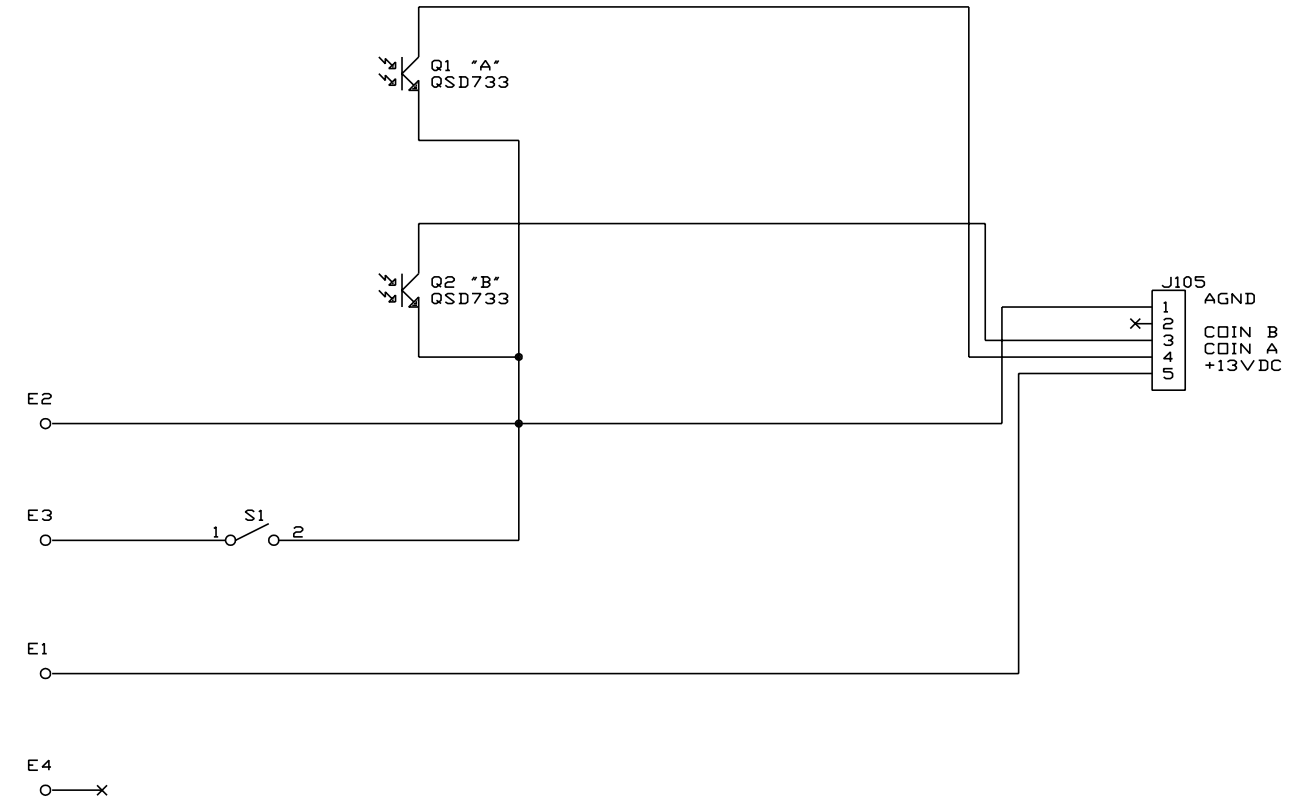 Q1 "A"
QSD733
Q2 "B"
QSD733
J105
1
2
3
4
5
AGND
COIN B
COIN A
+13VDC
E2
E3
1
S1
2
E1
E4